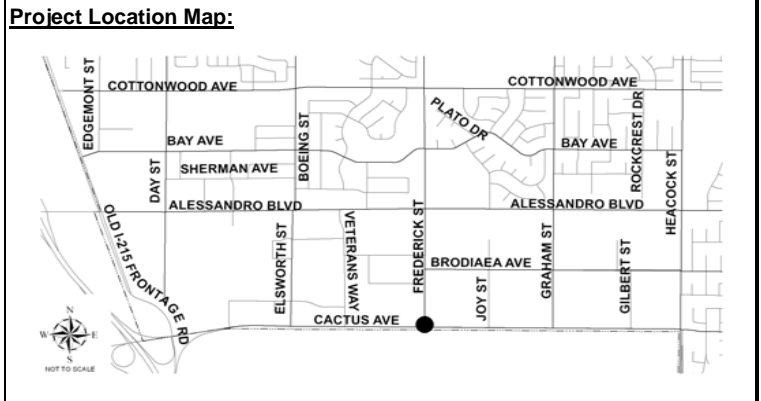 Project Location Map:
EDGEMONT ST
COTTONWOOD AVE
COTTONWOOD AVE
PLATO DR
ROCKCREST DR
BAY AVE
BOEING ST
BAY AVE
DAY ST
SHERMAN AVE
HEACOCK ST
ALESSANDRO BLVD
ALESSANDRO BLVD
OLD I-215 FRONTAGE RD
ELSWORTH ST
VETERANS WAY
FREDERICK ST
BRODIAEA AVE
JOY ST
GRAHAM ST
GILBERT ST
CACTUS AVE
N
W
E
S
NOT TO SCALE